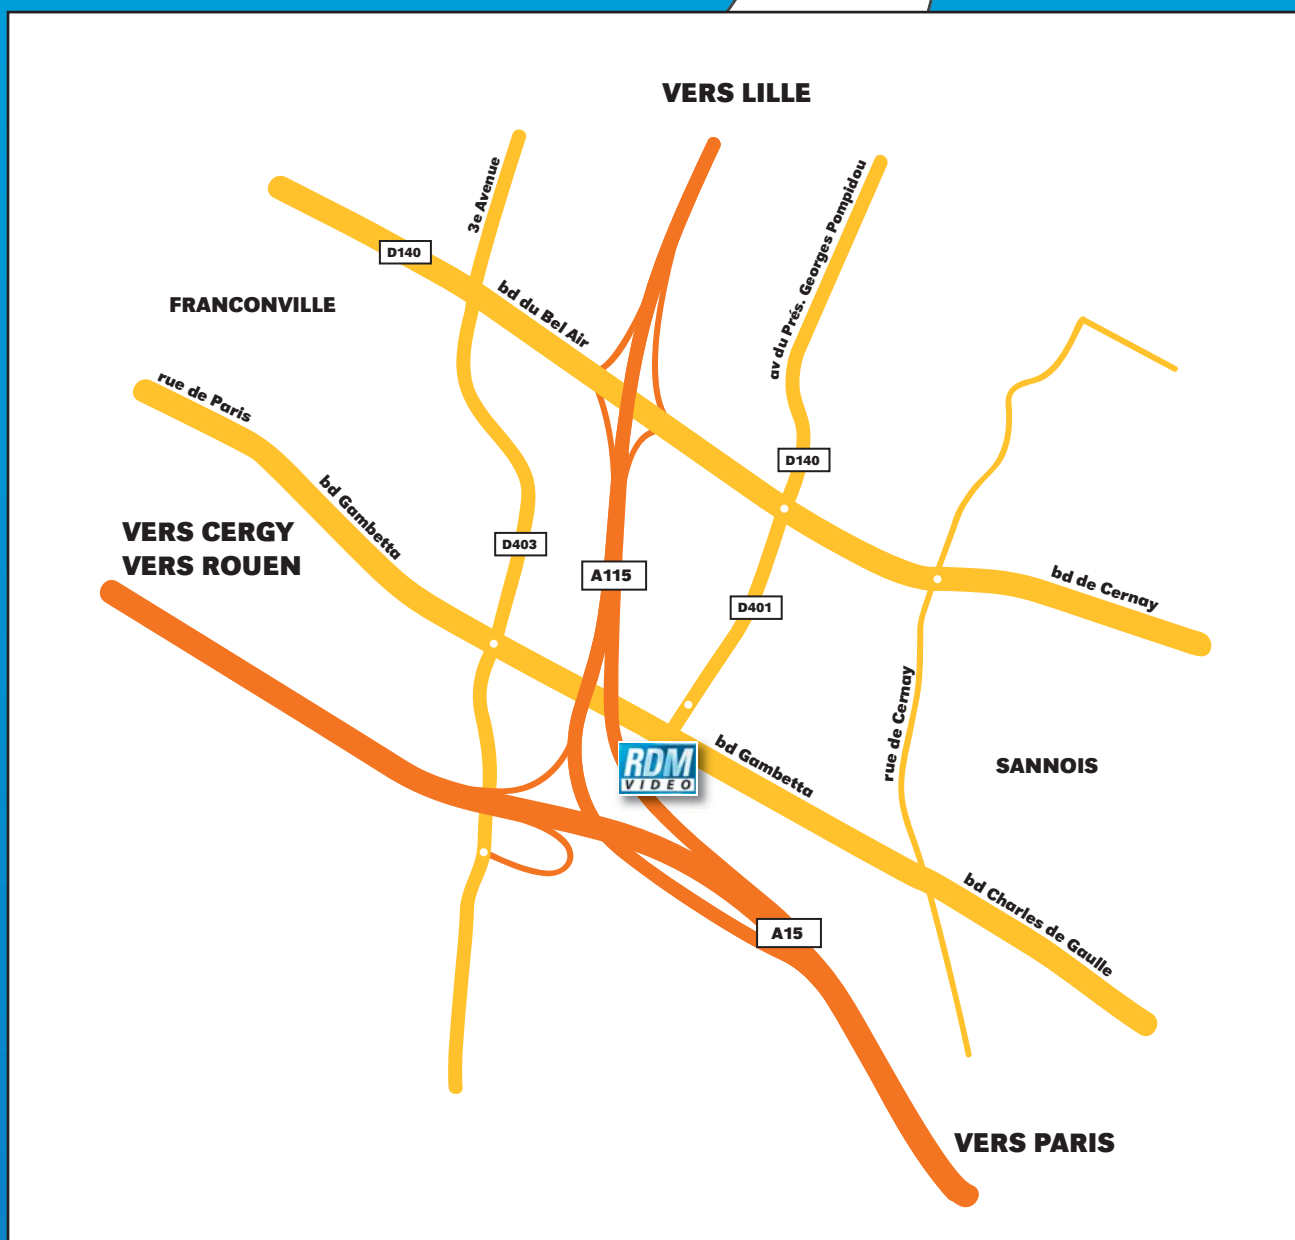 VERS LILLE
3e Avenue
av du Prés. Georges Pompidou
D140
bd du Bel Air
FRANCONVILLE
rue de Paris
D140
bd Gambetta
VERS CERGY
VERS ROUEN
D403
A115
bd de Cernay
D401
rue de Cernay
RDM
VIDEO
bd Gambetta
SANNOIS
bd Charles de Gaulle
A15
VERS PARIS